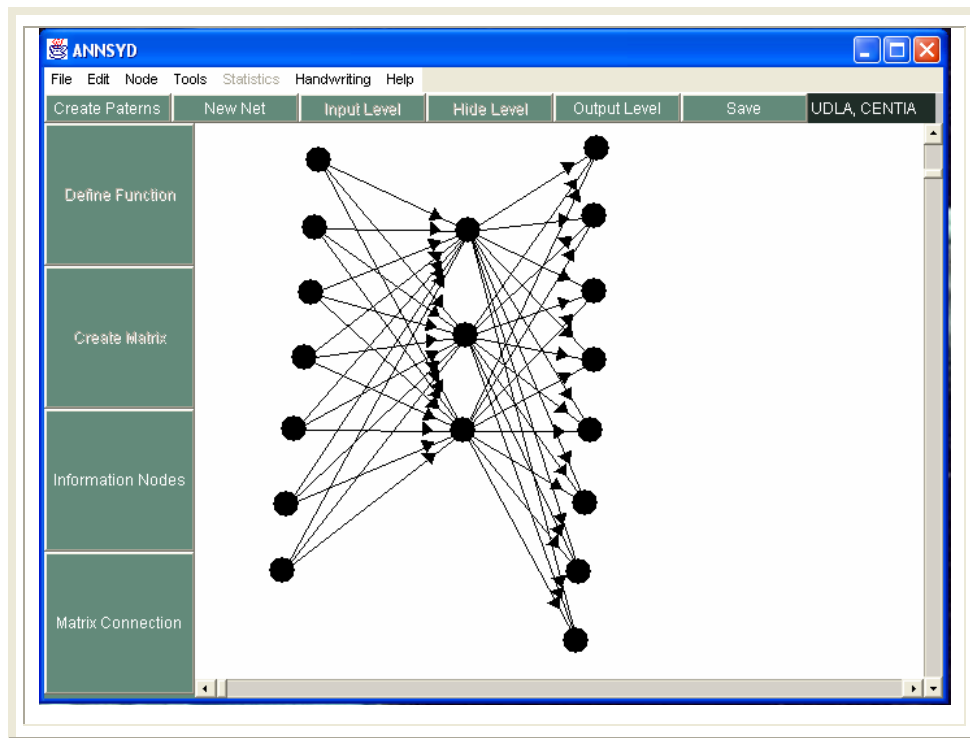 ANNSYD
File Edit Node Tools Statistics Handwriting Help
Create Paterns New Net Input Level Hide Level Output Level Save UDLA, CENTIA
Define Function
Create Matrix
Information Nodes
Matrix Connection